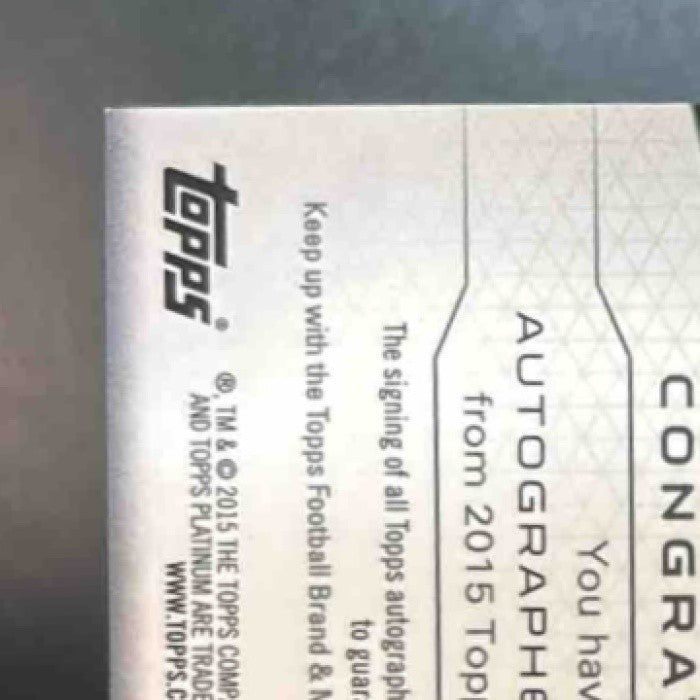 CONGRA
You hav
AUTOGRAPHE
from 2015 Top
The signing of all Topps autograph
to guar
Keep up with the Topps Football Brand & M
topps®
®, TM & © 2015 THE TOPPS COMP
AND TOPPS PLATINUM ARE TRADE
WWW.TOPPS.C